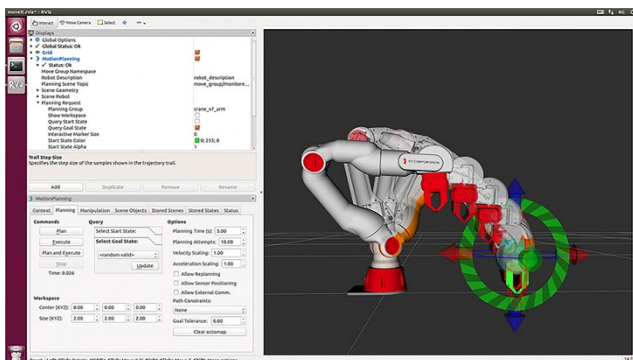 moveit.rviz* - RViz
Interact
Move Camera
Select
Displays
Global Options
Global Status: Ok
Grid
MotionPlanning
Status: Ok
Move Group Namespace
Robot Description robot_description
Planning Scene Topic move_group/monitore...
Scene Geometry
Scene Robot
Planning Request
Planning Group crane_x7_arm
Show Workspace
Query Start State
Query Goal State
Interactive Marker Size 0
Start State Color 0; 255; 0
Start State Alpha 1
Trail Step Size
Specifies the step size of the samples shown in the trajectory trail.
Add Duplicate Remove Rename
MotionPlanning
Context Planning Manipulation Scene Objects Stored Scenes Stored States Status
Commands Query Options
Plan Select Start State: Planning Time (s): 5.00
Execute Select Goal State: Planning Attempts: 10.00
Plan and Execute <random valid> Velocity Scaling: 1.00
Stop Update Acceleration Scaling: 1.00
Time: 0.026 Allow Replanning
Allow Sensor Positioning
Allow External Comm.
Workspace Path Constraints:
Center (XYZ): 0.00 0.00 0.00 None
Size (XYZ): 2.00 2.00 2.00 Goal Tolerance: 0.00
Clear octomap
RT CORPORATION